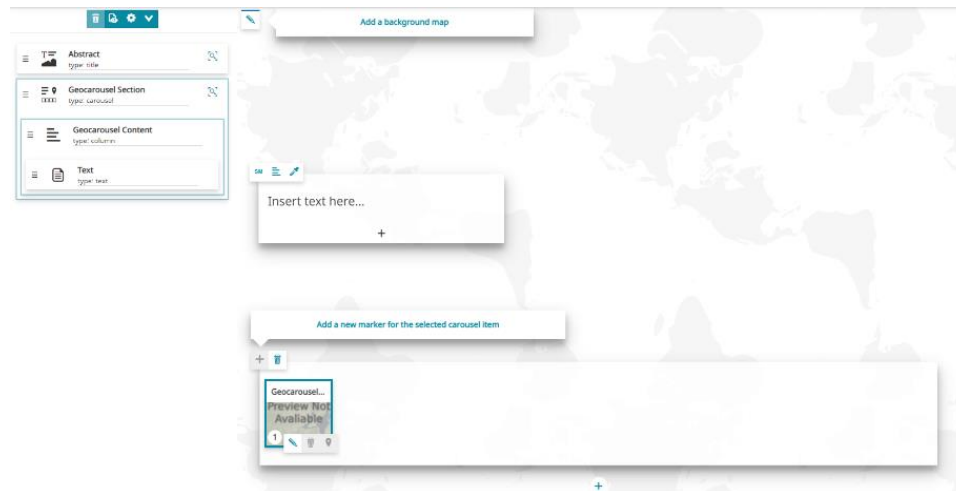 Add a background map
Abstract
type: title
Geocarousel Section
type: carousel
Geocarousel Content
type: column
Text
type: text
SM
Insert text here...
+
Add a new marker for the selected carousel item
+
Geocarousel...
Preview Not
Avaliable
1
+